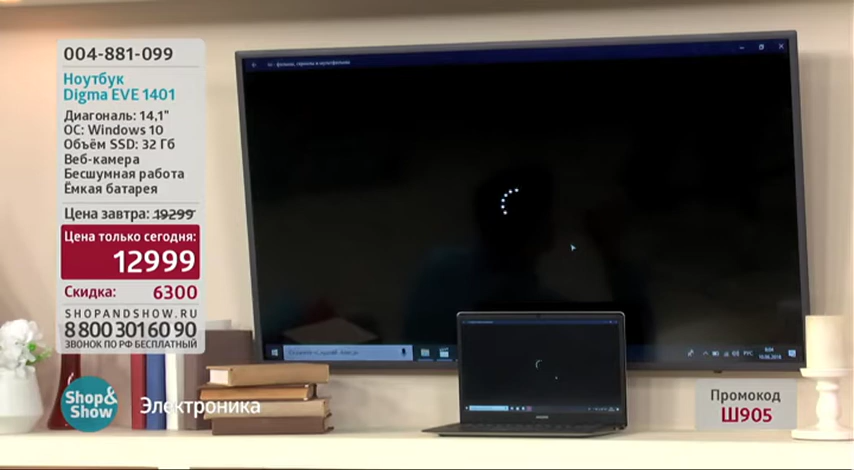 004-881-099
Ноутбук
Digma EVE 1401
Диагональ: 14,1"
ОС: Windows 10
Объём SSD: 32 Гб
Веб-камера
Бесшумная работа
Ёмкая батарея
Цена завтра: 19299
Цена только сегодня:
12999
Скидка: 6300
SHOPANDSHOW.RU
8 800 301 60 90
ЗВОНОК ПО РФ БЕСПЛАТНЫЙ
Shop&
Show
Электроника
РУС
Промокод
Ш905